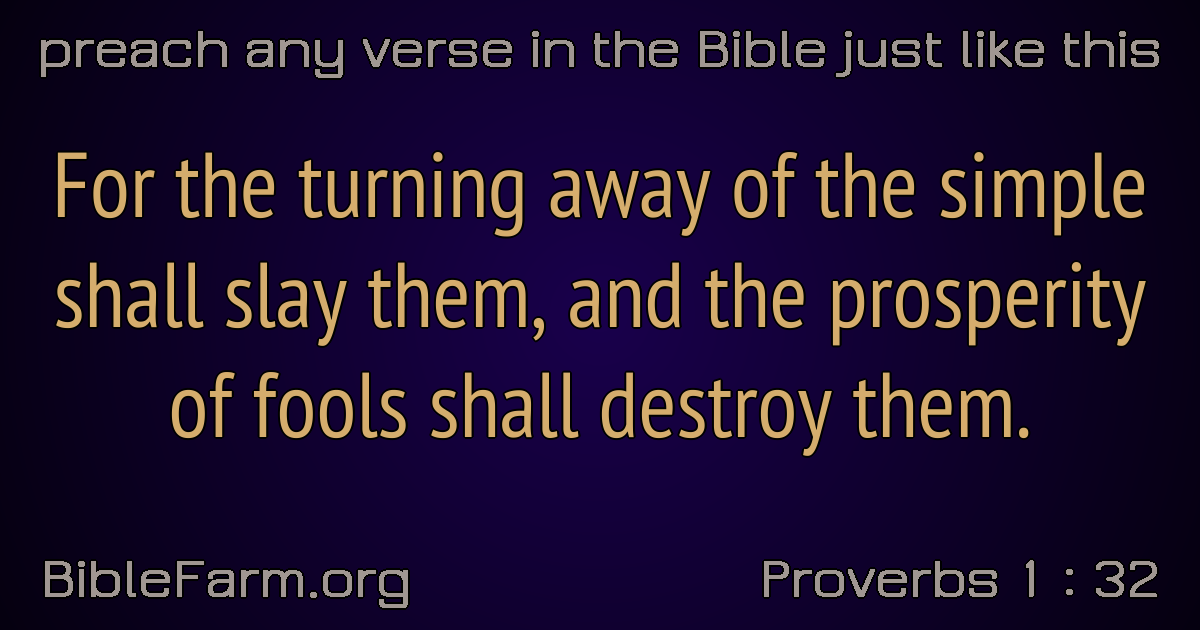 preach any verse in the Bible just like this
For the turning away of the simple
shall slay them, and the prosperity
of fools shall destroy them.
BibleFarm.org
Proverbs 1 : 32